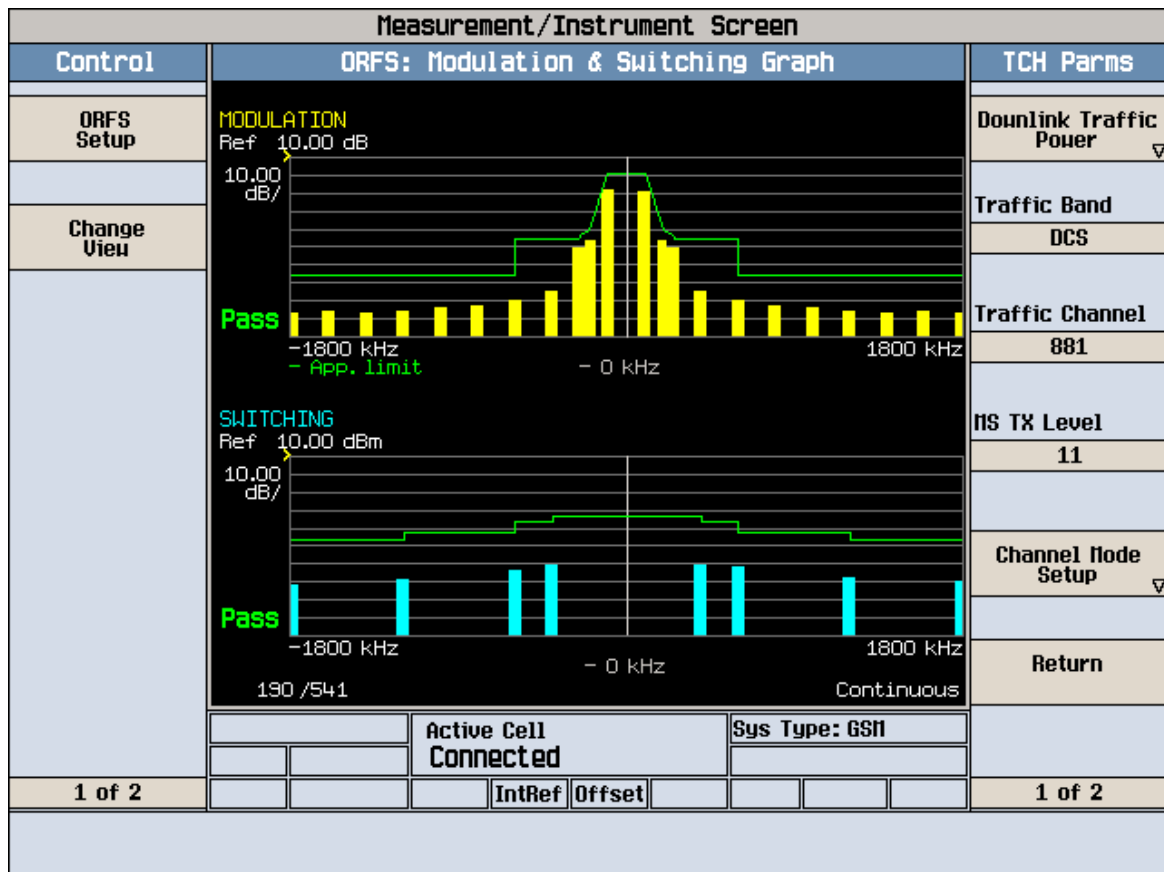 Measurement/Instrument Screen
Control
ORFS: Modulation & Switching Graph
TCH Parms
ORFS
Setup
Change
View
1 of 2
MODULATION
Ref 10.00 dB
10.00
dB/
Pass
-1800 kHz
1800 kHz
- App. limit
- 0 kHz
SWITCHING
Ref 10.00 dBm
10.00
dB/
Pass
-1800 kHz
1800 kHz
- 0 kHz
190 /541
Continuous
Active Cell
Connected
Sys Type: GSM
IntRef
Offset
Downlink Traffic
Power
Traffic Band
DCS
Traffic Channel
881
MS TX Level
11
Channel Mode
Setup
Return
1 of 2